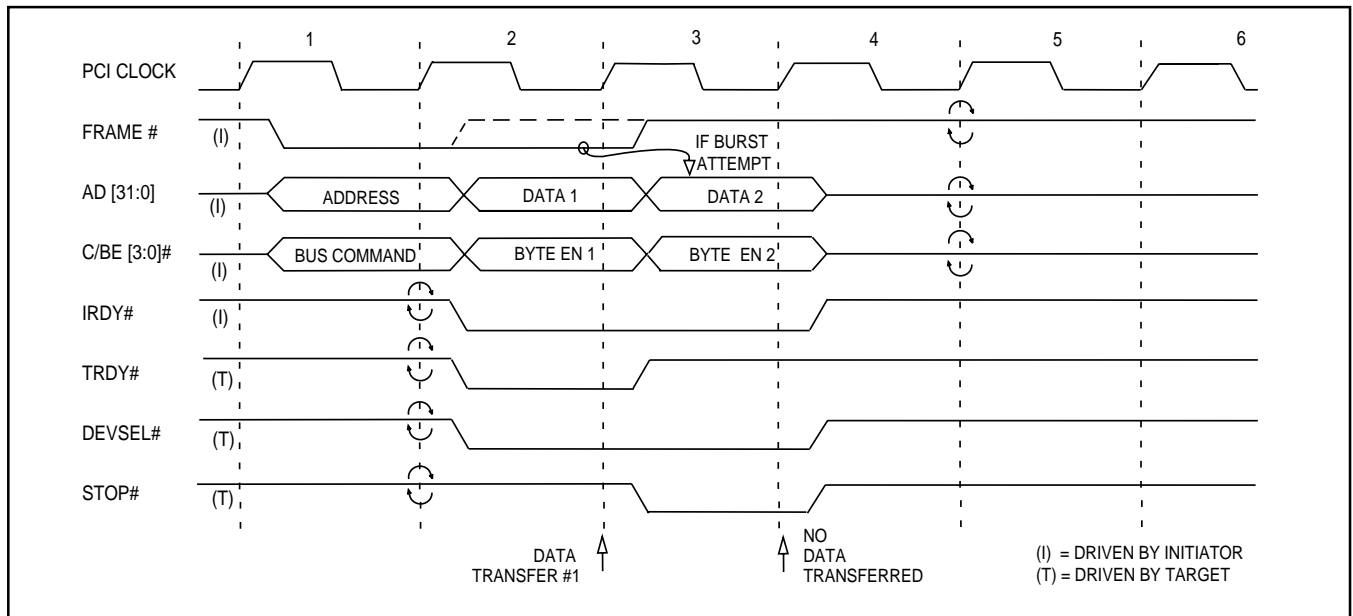 1 2 3 4 5 6
PCI CLOCK
FRAME # (I)
IF BURST
ATTEMPT
AD [31:0] (I) ADDRESS DATA 1 DATA 2
C/BE [3:0]# (I) BUS COMMAND BYTE EN 1 BYTE EN 2
IRDY# (I)
TRDY# (T)
DEVSEL# (T)
STOP# (T)
DATA
TRANSFER #1
NO
DATA
TRANSFERRED
(I) = DRIVEN BY INITIATOR
(T) = DRIVEN BY TARGET